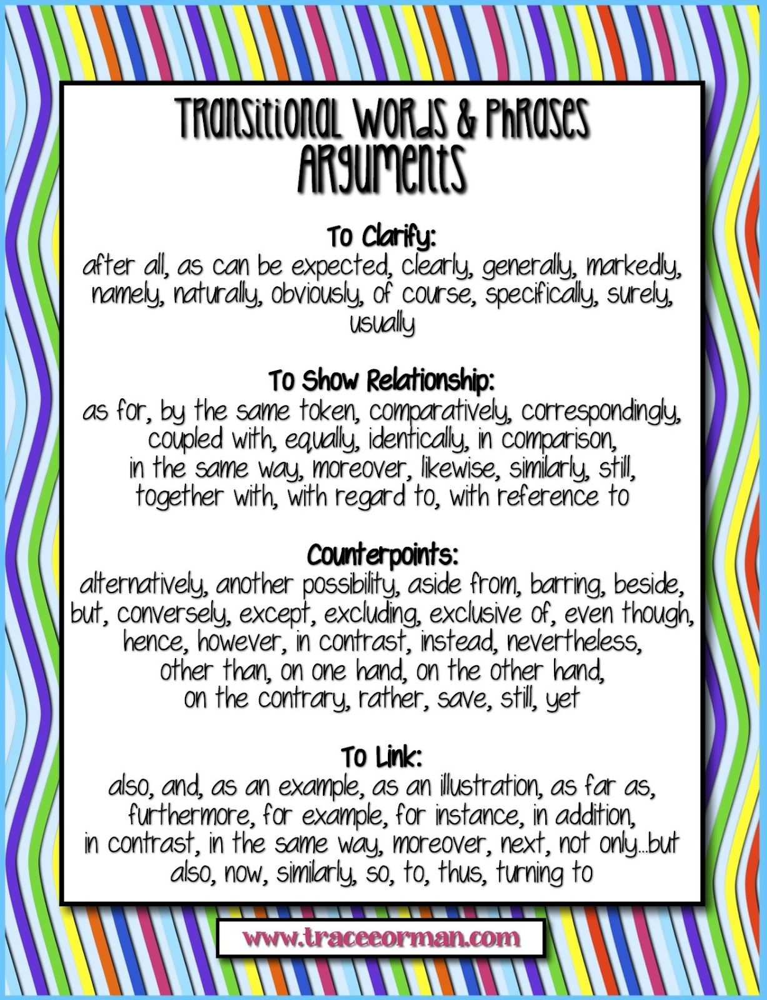 Transitional Words & Phrases
Arguments
To Clarify:
after all, as can be expected, clearly, generally, markedly,
namely, naturally, obviously, of course, specifically, surely,
usually
To Show Relationship:
as for, by the same token, comparatively, correspondingly,
coupled with, equally, identically, in comparison,
in the same way, moreover, likewise, similarly, still,
together with, with regard to, with reference to
Counterpoints:
alternatively, another possibility, aside from, barring, beside,
but, conversely, except, excluding, exclusive of, even though,
hence, however, in contrast, instead, nevertheless,
other than, on one hand, on the other hand,
on the contrary, rather, save, still, yet
To Link:
also, and, as an example, as an illustration, as far as,
furthermore, for example, for instance, in addition,
in contrast, in the same way, moreover, next, not only...but
also, now, similarly, so, to, thus, turning to
www.traceeorman.com